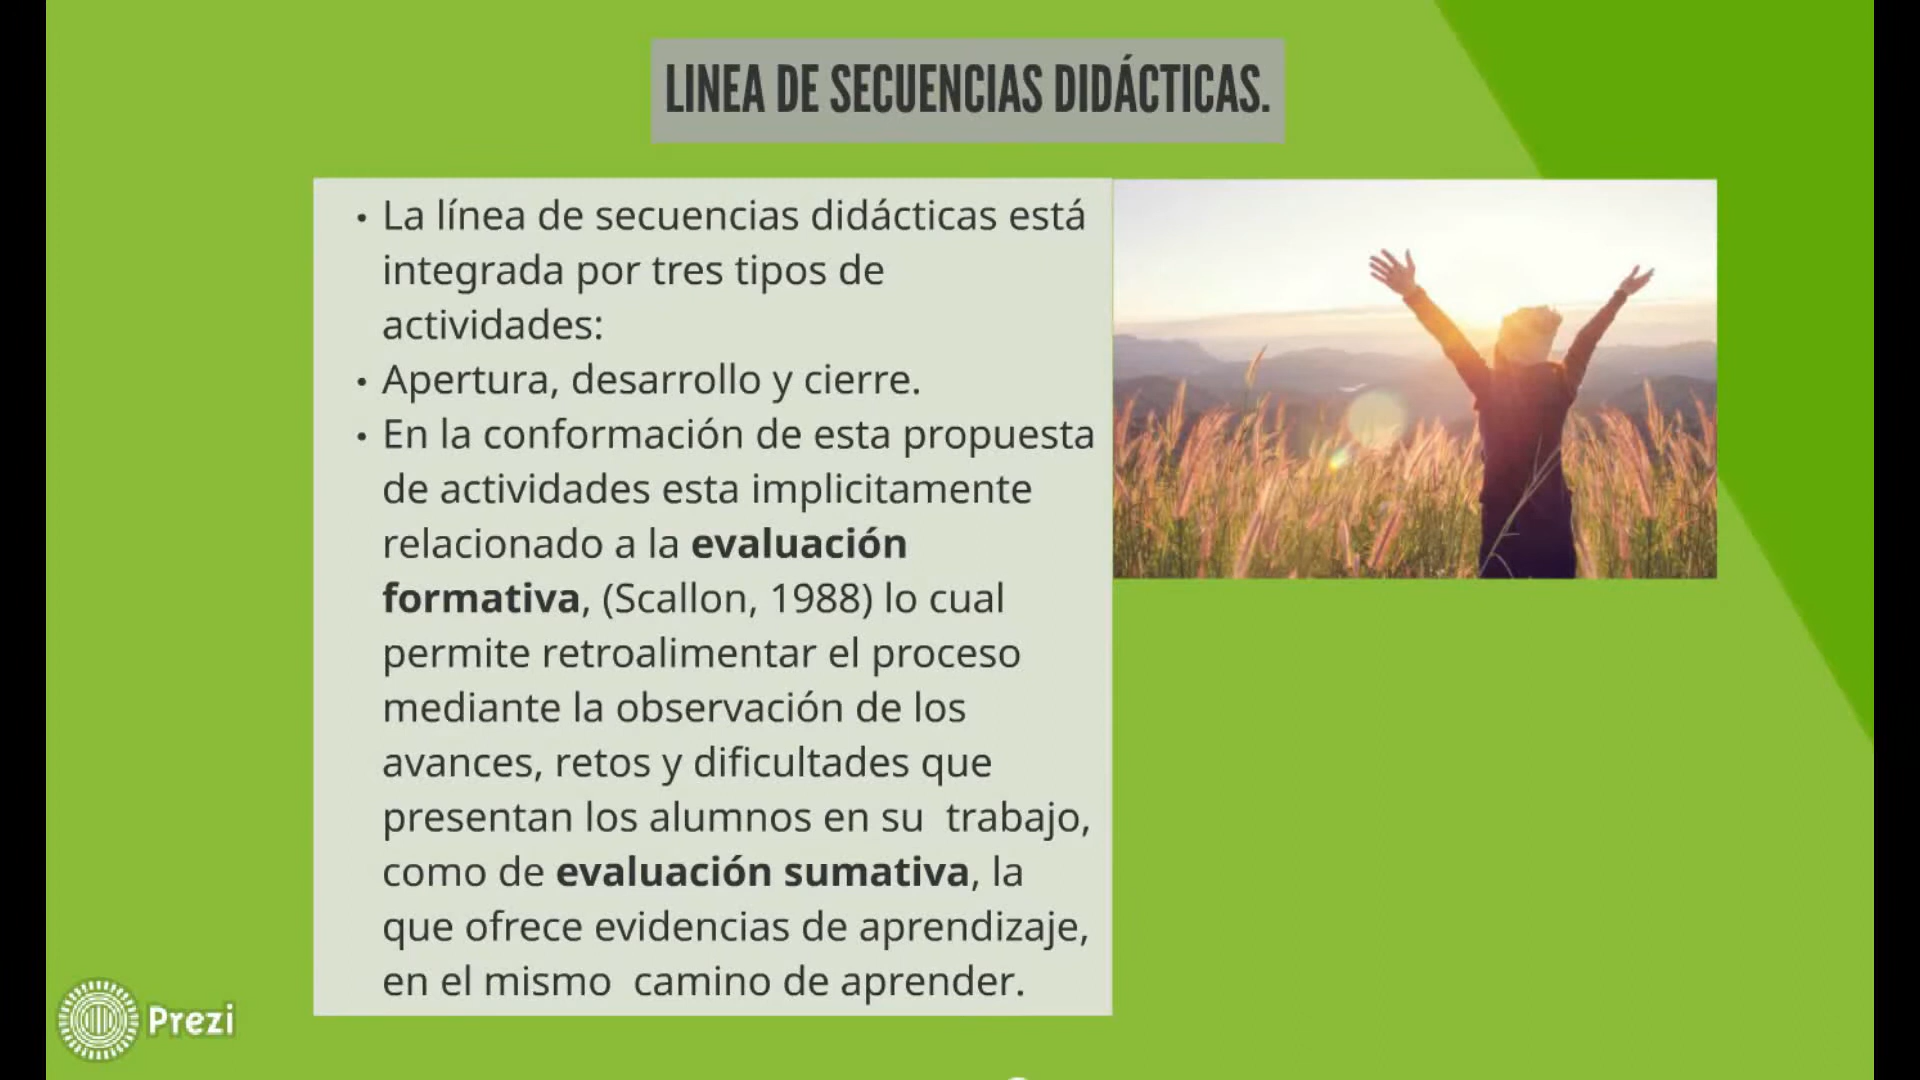 LINEA DE SECUENCIAS DIDÁCTICAS.
• La línea de secuencias didácticas está
integrada por tres tipos de
actividades:
• Apertura, desarrollo y cierre.
• En la conformación de esta propuesta
de actividades esta implicitamente
relacionado a la evaluación
formativa, (Scallon, 1988) lo cual
permite retroalimentar el proceso
mediante la observación de los
avances, retos y dificultades que
presentan los alumnos en su  trabajo,
como de evaluación sumativa, la
que ofrece evidencias de aprendizaje,
en el mismo  camino de aprender.
Prezi